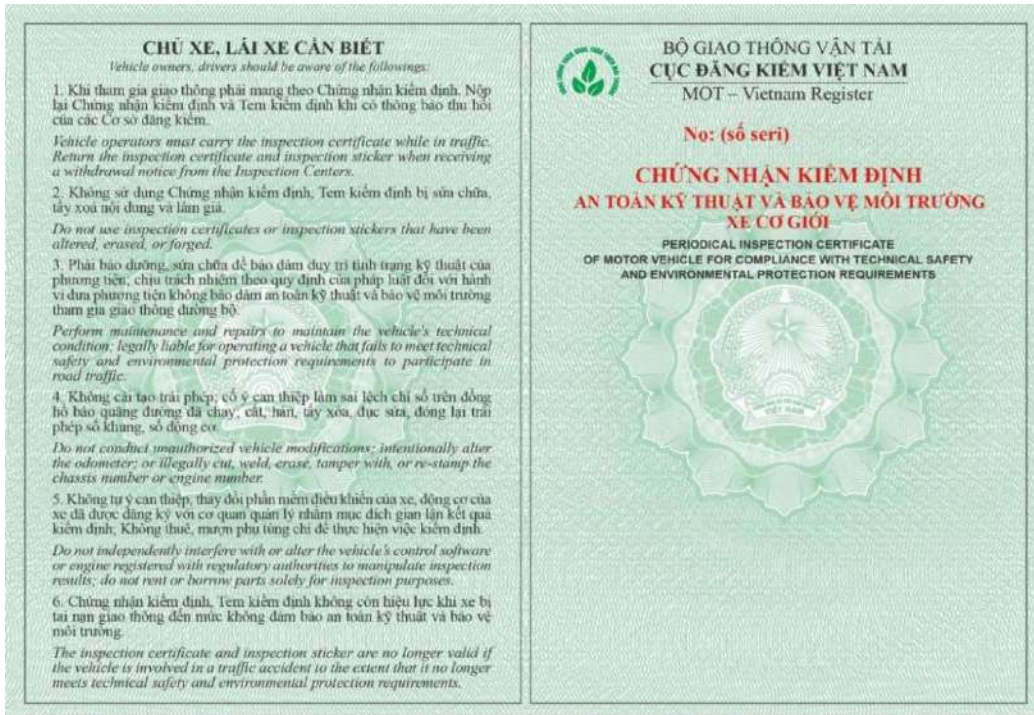 CHỦ XE, LÁI XE CẦN BIẾT
Vehicle owners, drivers should be aware of the followings:
1. Khi tham gia giao thông phải mang theo Chứng nhận kiểm định. Nộp
lại Chứng nhận kiểm định và Tem kiểm định khi có thông báo thu hồi
của các Cơ sở đăng kiểm.
Vehicle operators must carry the inspection certificate while in traffic.
Return the inspection certificate and inspection sticker when receiving
a withdrawal notice from the Inspection Centers.
2. Không sử dụng Chứng nhận kiểm định, Tem kiểm định bị sửa chữa,
tẩy xoá nội dung và làm giả.
Do not use inspection certificates or inspection stickers that have been
altered, erased, or forged.
3. Phải bảo dưỡng, sửa chữa để bảo đảm duy trì tình trạng kỹ thuật của
phương tiện; chịu trách nhiệm theo quy định của pháp luật đối với hành
vi đưa phương tiện không bảo đảm an toàn kỹ thuật và bảo vệ môi trường
tham gia giao thông đường bộ.
Perform maintenance and repairs to maintain the vehicle's technical
condition; legally liable for operating a vehicle that fails to meet technical
safety and environmental protection requirements to participate in
road traffic.
4. Không cải tạo trái phép; cố ý can thiệp làm sai lệch chỉ số trên đồng
hồ báo quãng đường đã chạy; cắt, hàn, tẩy xóa, đục sửa, đóng lại trái
phép số khung, số động cơ.
Do not conduct unauthorized vehicle modifications; intentionally alter
the odometer; or illegally cut, weld, erase, tamper with, or re-stamp the
chassis number or engine number.
5. Không tự ý can thiệp, thay đổi phần mềm điều khiển của xe, động cơ của
xe đã được đăng ký với cơ quan quản lý nhằm mục đích gian lận kết quả
kiểm định; Không thuê, mượn phụ tùng chỉ để thực hiện việc kiểm định.
Do not independently interfere with or alter the vehicle's control software
or engine registered with regulatory authorities to manipulate inspection
results; do not rent or borrow parts solely for inspection purposes.
6. Chứng nhận kiểm định, Tem kiểm định không còn hiệu lực khi xe bị
tai nạn giao thông đến mức không đảm bảo an toàn kỹ thuật và bảo vệ
môi trường.
The inspection certificate and inspection sticker are no longer valid if
the vehicle is involved in a traffic accident to the extent that it no longer
meets technical safety and environmental protection requirements.
BỘ GIAO THÔNG VẬN TẢI
CỤC ĐĂNG KIỂM VIỆT NAM
MOT – Vietnam Register
No: (số seri)
CHỨNG NHẬN KIỂM ĐỊNH
AN TOÀN KỸ THUẬT VÀ BẢO VỆ MÔI TRƯỜNG
XE CƠ GIỚI
PERIODICAL INSPECTION CERTIFICATE
OF MOTOR VEHICLE FOR COMPLIANCE WITH TECHNICAL SAFETY
AND ENVIRONMENTAL PROTECTION REQUIREMENTS
VIỆT NAM